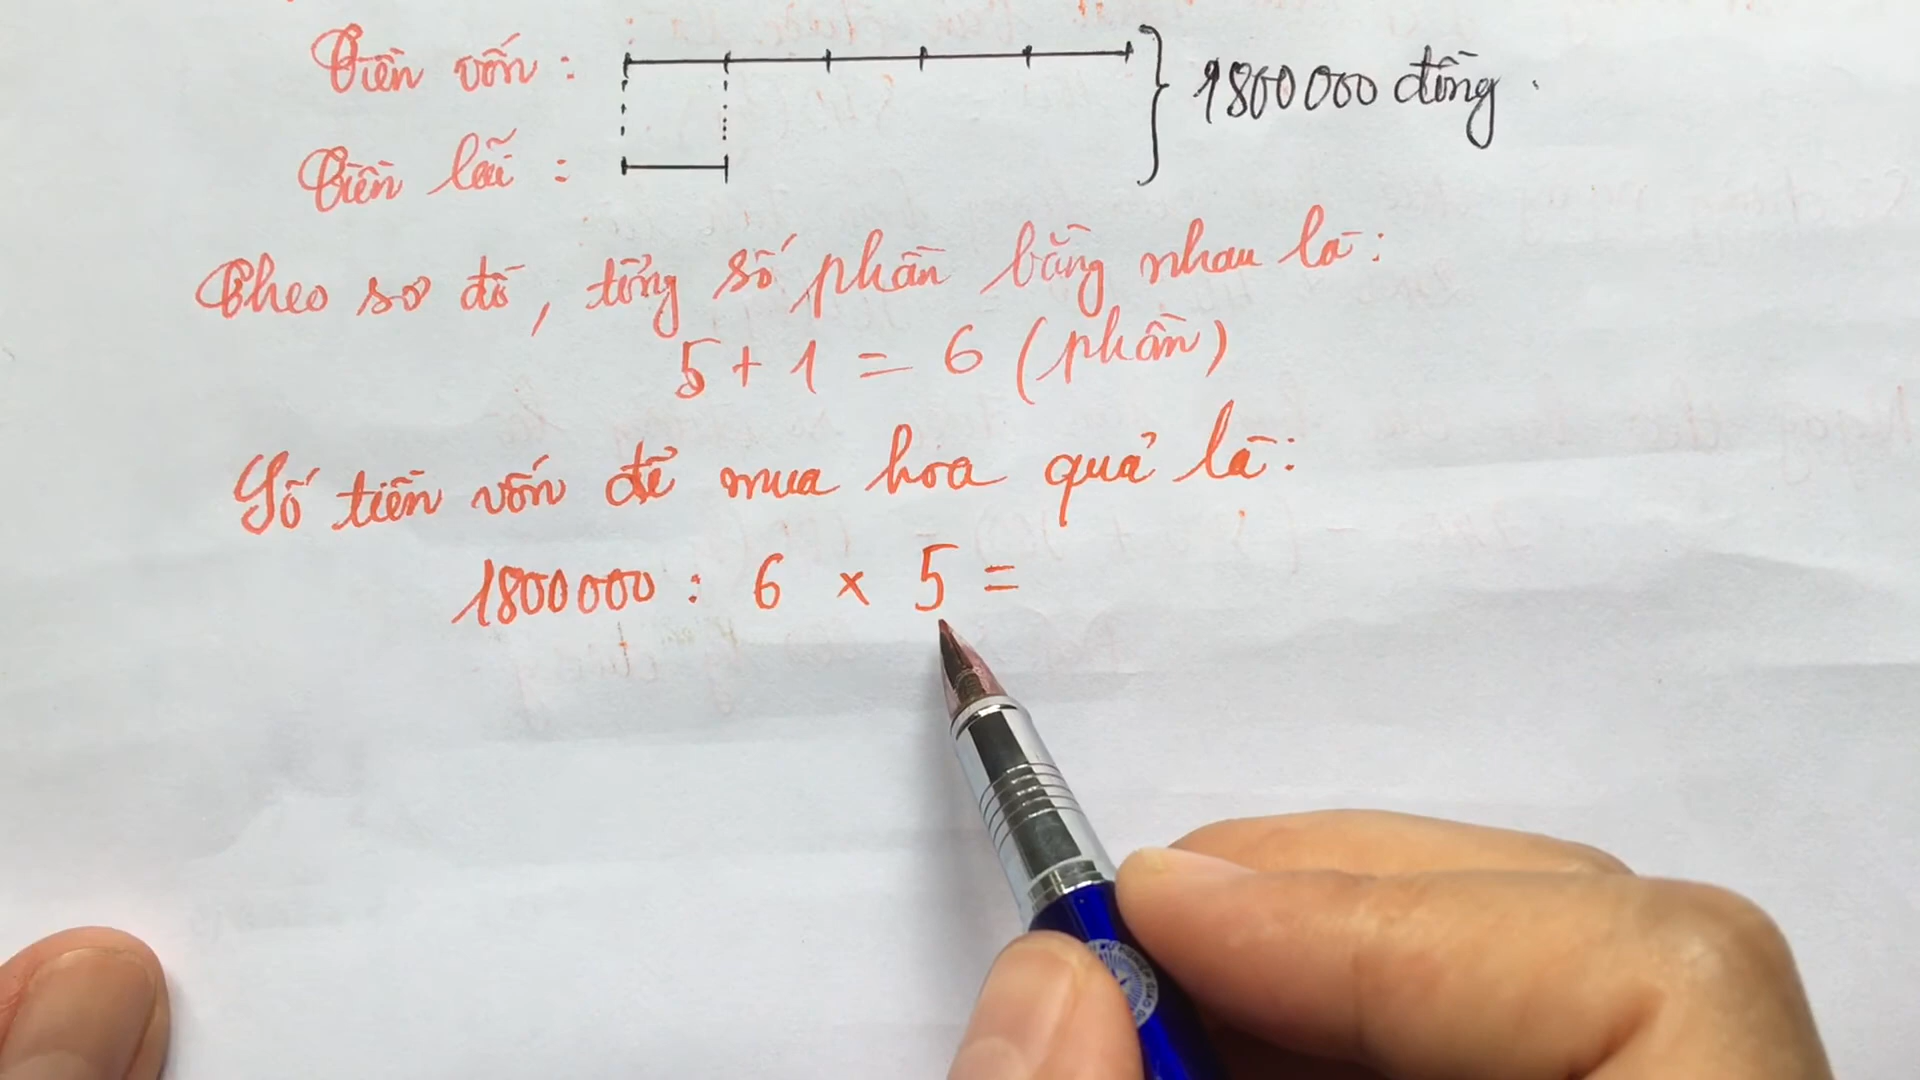 Tiền vốn :
1800000 đồng.
Tiền lãi :
Theo sơ đồ, tổng số phần bằng nhau là:
5 + 1 = 6 (phần)
Số tiền vốn để mua hoa quả là:
1800000 : 6 x 5 =